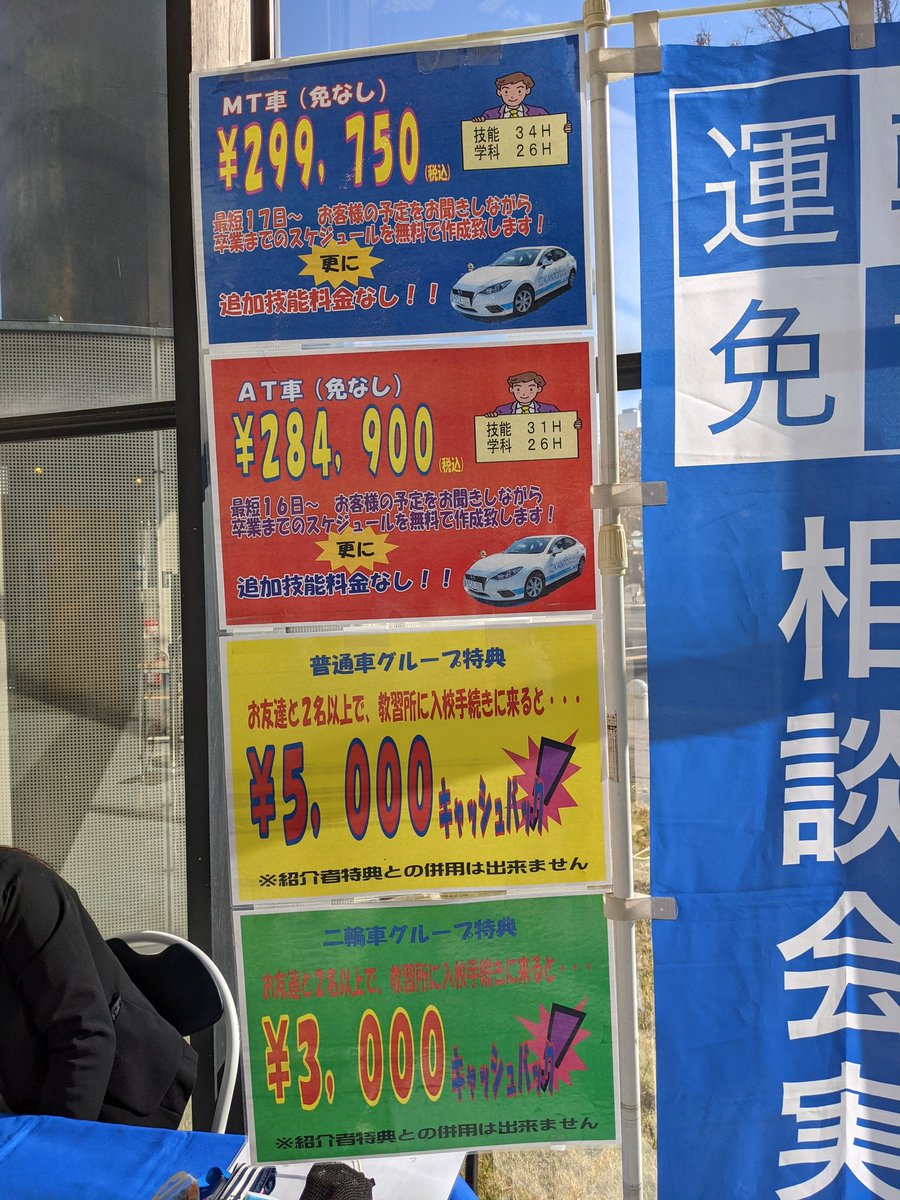 MT車（免なし）
¥299,750(税込)
技能 34H
学科 26H
最短17日～ お客様の予定をお聞きしながら
卒業までのスケジュールを無料で作成致します！
更に
追加技能料金なし！！
AT車（免なし）
¥284,900(税込)
技能 31H
学科 26H
最短16日～ お客様の予定をお聞きしながら
卒業までのスケジュールを無料で作成致します！
更に
追加技能料金なし！！
普通車グループ特典
お友達と2名以上で、教習所に入校手続きに来ると・・・
¥5,000キャッシュバック！
※紹介者特典との併用は出来ません
二輪車グループ特典
お友達と2名以上で、教習所に入校手続きに来ると・・・
¥3,000キャッシュバック！
※紹介者特典との併用は出来ません
運
免
相談会実